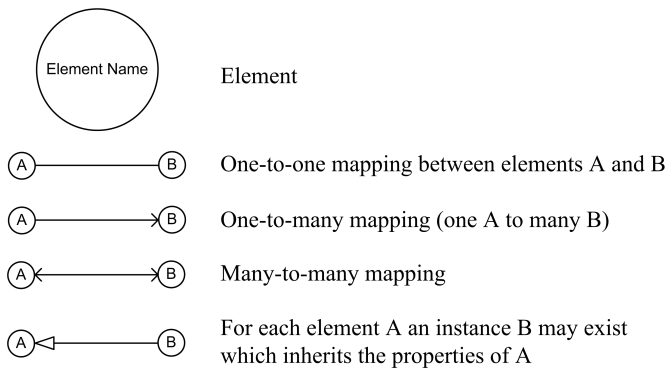 Element Name
Element
A B One-to-one mapping between elements A and B
A B One-to-many mapping (one A to many B)
A B Many-to-many mapping
A B For each element A an instance B may exist
which inherits the properties of A